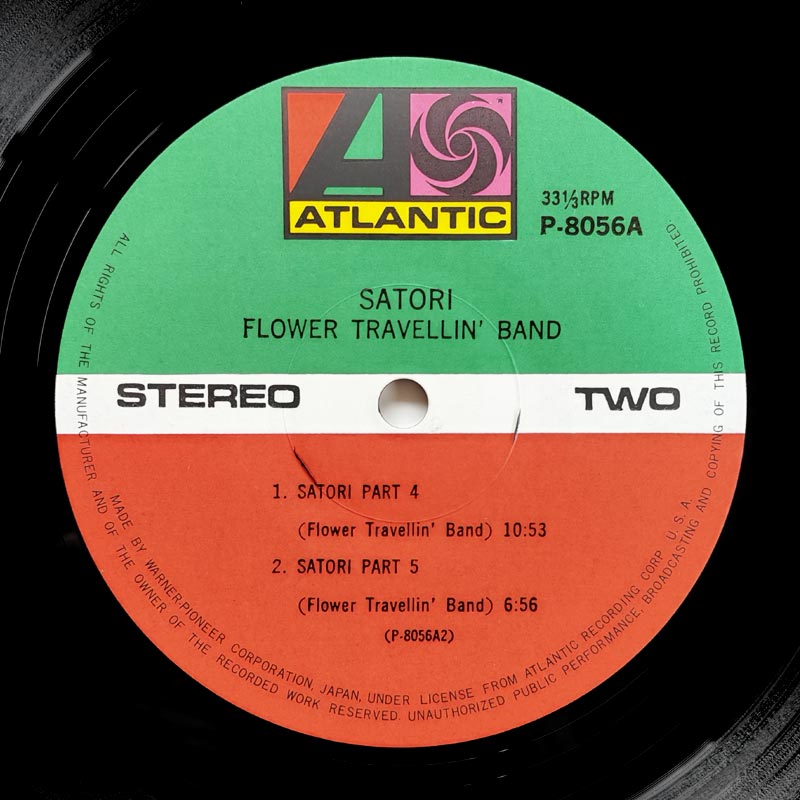 ATLANTIC
33⅓RPM
P-8056A
SATORI
FLOWER TRAVELLIN' BAND
STEREO
TWO
1. SATORI PART 4
(Flower Travellin' Band) 10:53
2. SATORI PART 5
(Flower Travellin' Band) 6:56
(P-8056A2)
MADE BY WARNER-PIONEER CORPORATION, JAPAN, UNDER LICENSE FROM ATLANTIC RECORDING CORP U. S. A.
ALL RIGHTS OF THE MANUFACTURER AND OF THE OWNER OF THE RECORDED WORK RESERVED. UNAUTHORIZED PUBLIC PERFORMANCE, BROADCASTING AND COPYING OF THIS RECORD PROHIBITED.